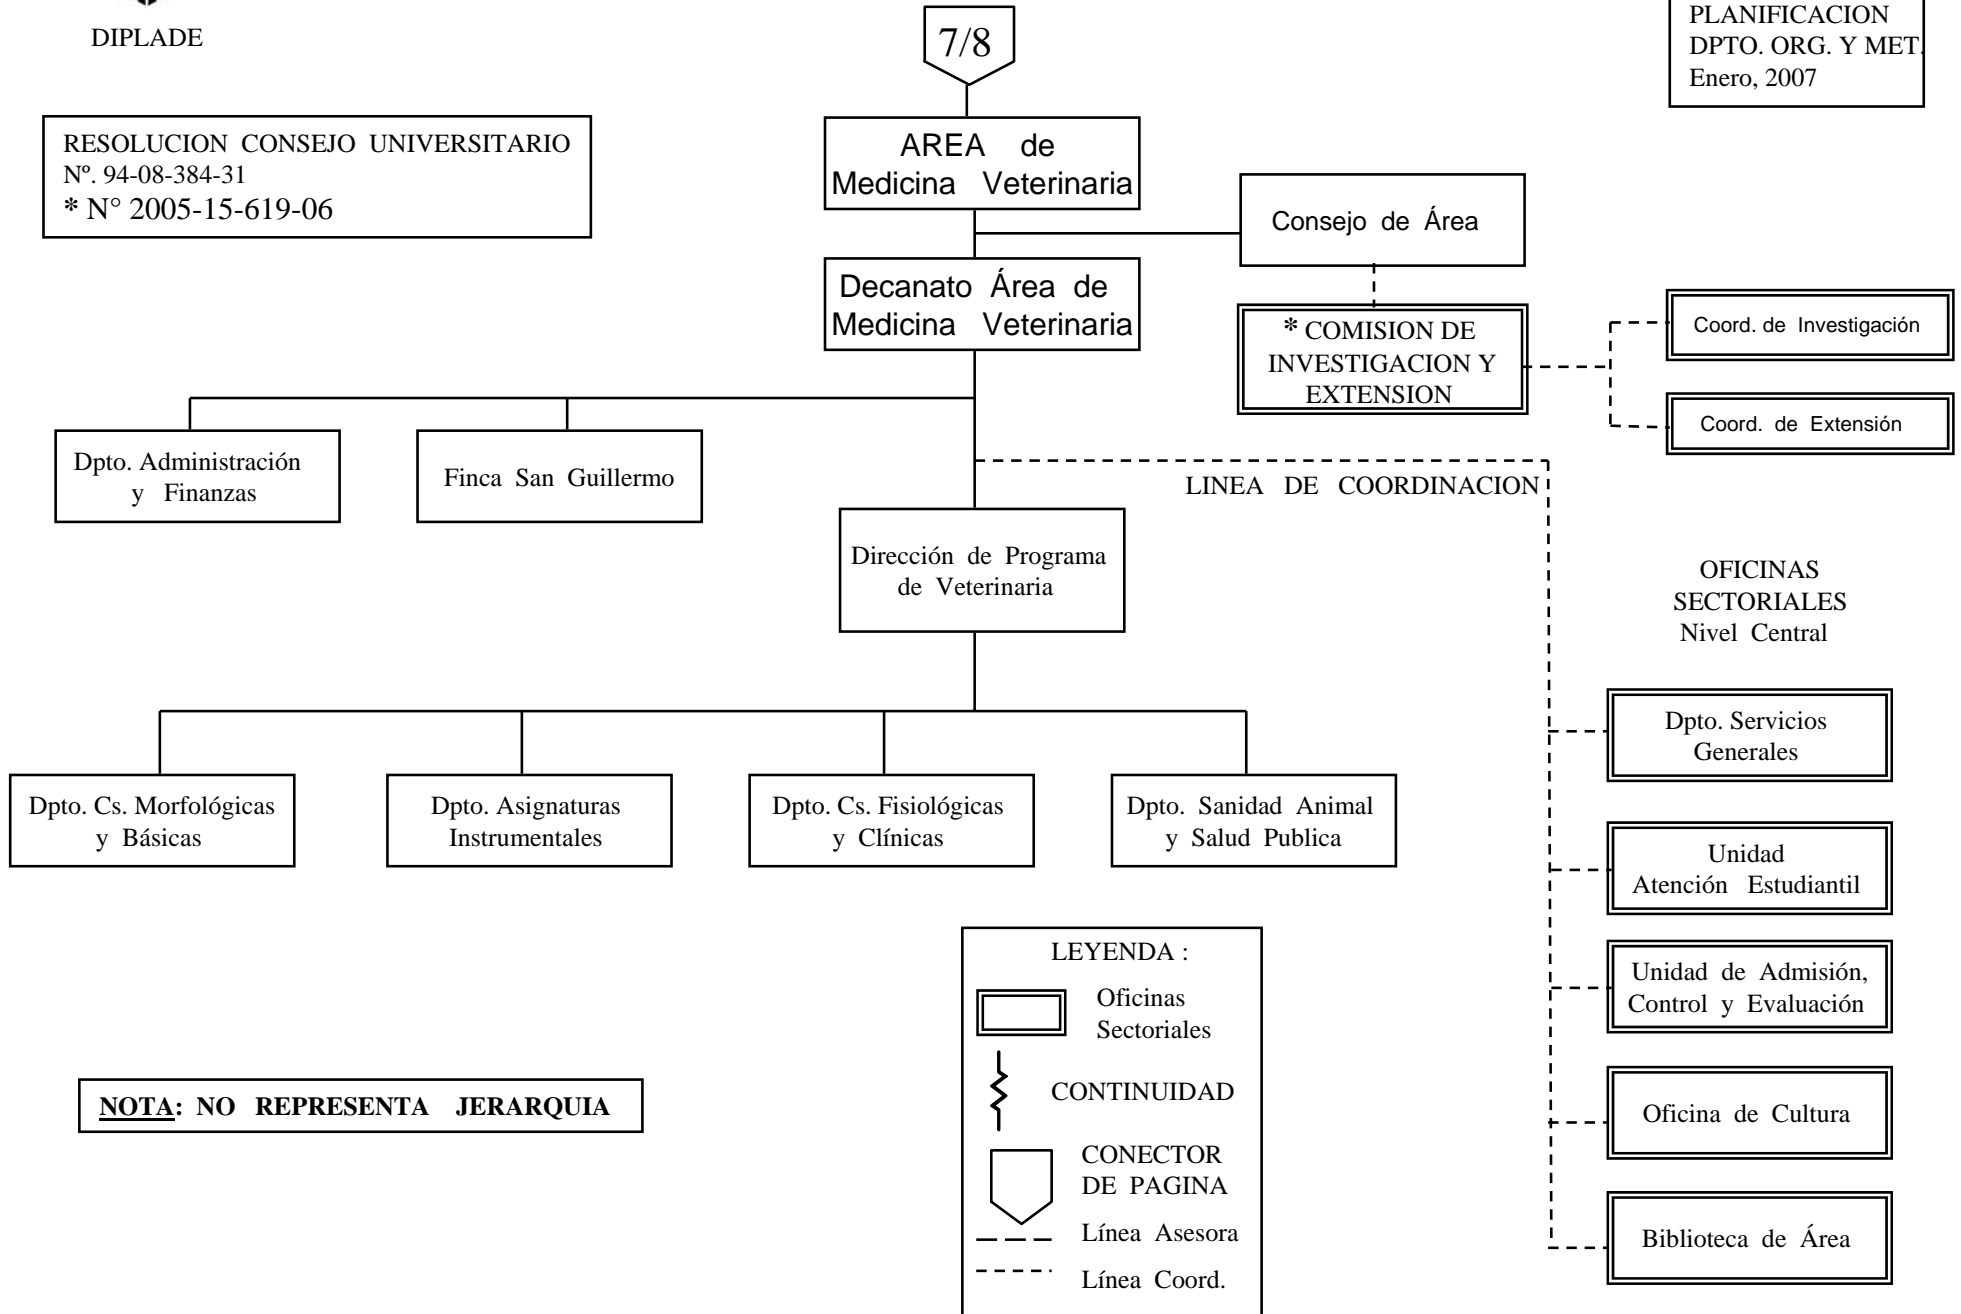 DIPLADE
7/8
PLANIFICACION
DPTO. ORG. Y MET.
Enero, 2007
RESOLUCION CONSEJO UNIVERSITARIO
Nº. 94-08-384-31
* N° 2005-15-619-06
AREA de
Medicina Veterinaria
Consejo de Área
Decanato Área de
Medicina Veterinaria
* COMISION DE
INVESTIGACION Y
EXTENSION
Coord. de Investigación
Coord. de Extensión
Dpto. Administración
y Finanzas
Finca San Guillermo
LINEA DE COORDINACION
Dirección de Programa
de Veterinaria
OFICINAS
SECTORIALES
Nivel Central
Dpto. Servicios
Generales
Dpto. Cs. Morfológicas
y Básicas
Dpto. Asignaturas
Instrumentales
Dpto. Cs. Fisiológicas
y Clínicas
Dpto. Sanidad Animal
y Salud Publica
Unidad
Atención Estudiantil
Unidad de Admisión,
Control y Evaluación
Oficina de Cultura
Biblioteca de Área
LEYENDA :
Oficinas
Sectoriales
CONTINUIDAD
CONECTOR
DE PAGINA
Línea Asesora
Línea Coord.
NOTA: NO REPRESENTA JERARQUIA